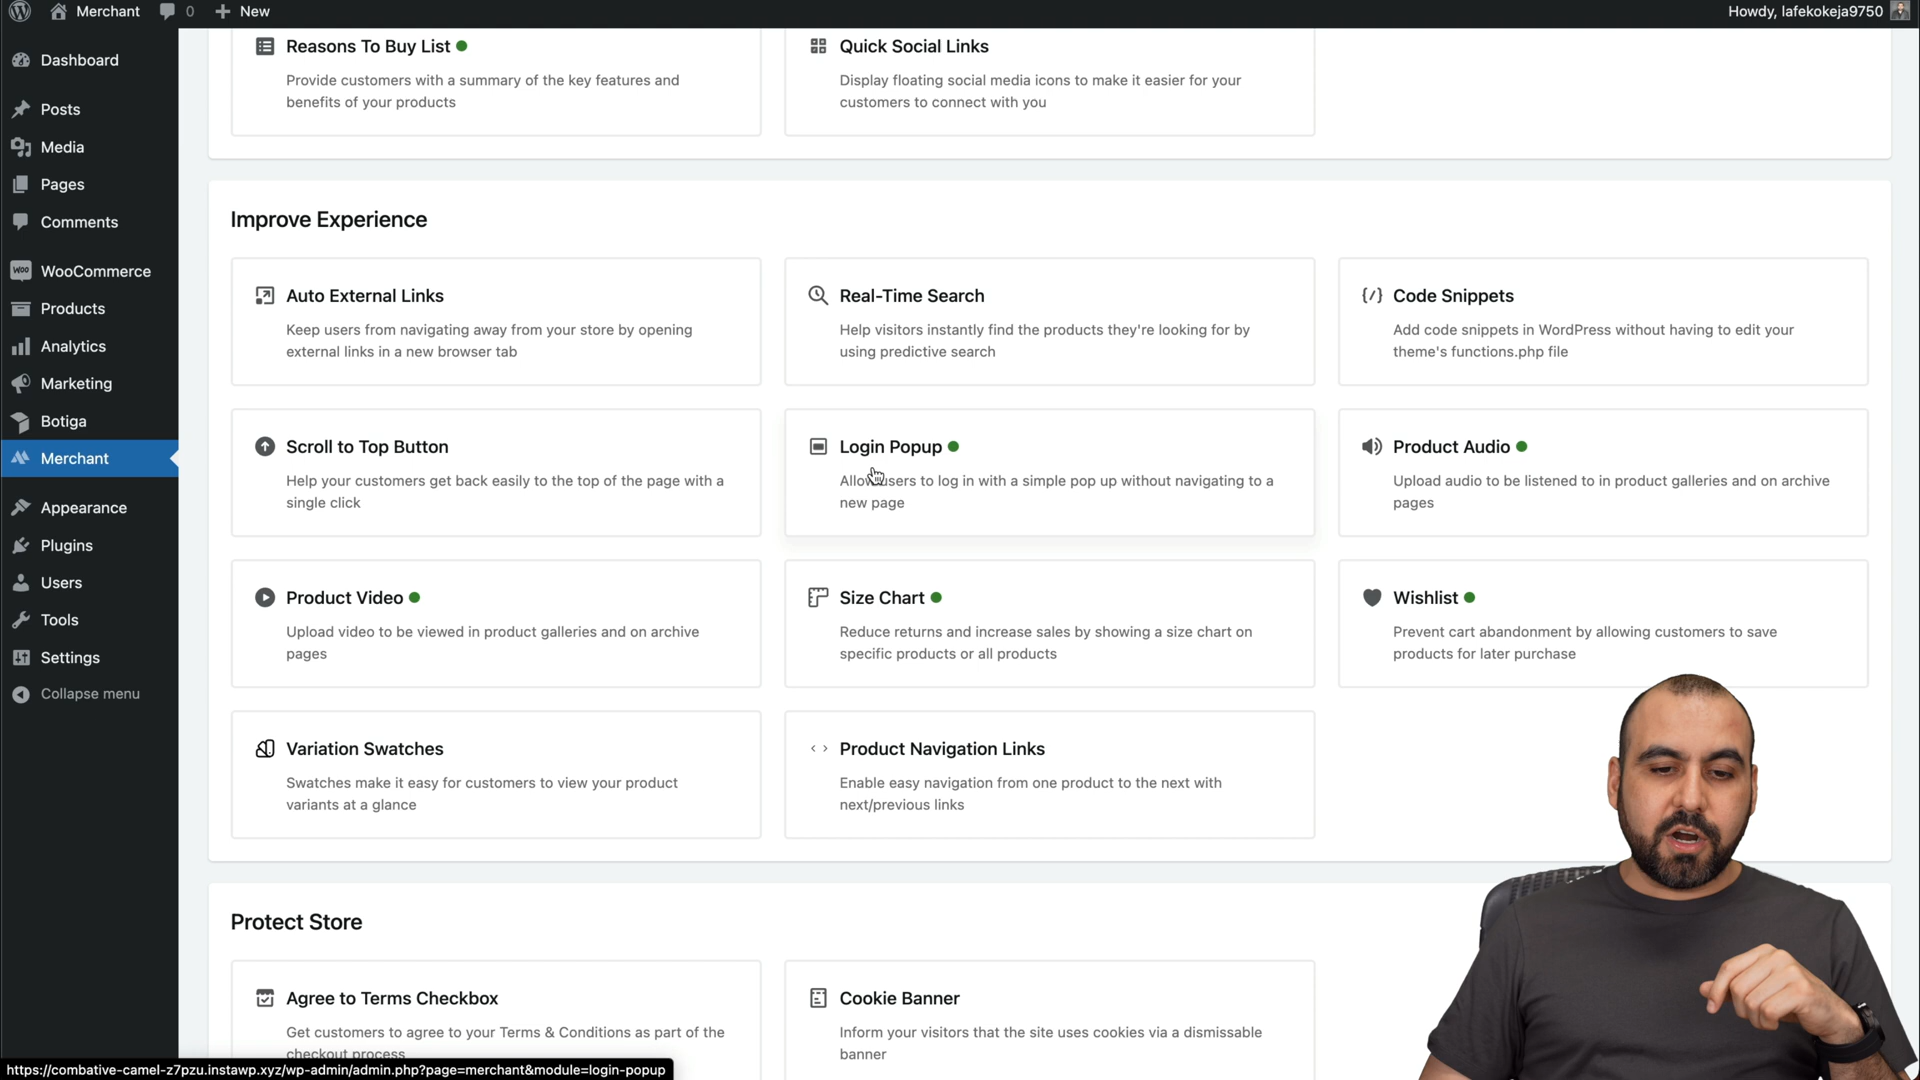 Merchant 0 New Howdy, lafekokeja9750
Dashboard
Posts
Media
Pages
Comments
WooCommerce
Products
Analytics
Marketing
Botiga
Merchant
Appearance
Plugins
Users
Tools
Settings
Collapse menu
Reasons To Buy List
Provide customers with a summary of the key features and
benefits of your products
Quick Social Links
Display floating social media icons to make it easier for your
customers to connect with you
Improve Experience
Auto External Links
Keep users from navigating away from your store by opening
external links in a new browser tab
Real-Time Search
Help visitors instantly find the products they're looking for by
using predictive search
Code Snippets
Add code snippets in WordPress without having to edit your
theme's functions.php file
Scroll to Top Button
Help your customers get back easily to the top of the page with a
single click
Login Popup
Allow users to log in with a simple pop up without navigating to a
new page
Product Audio
Upload audio to be listened to in product galleries and on archive
pages
Product Video
Upload video to be viewed in product galleries and on archive
pages
Size Chart
Reduce returns and increase sales by showing a size chart on
specific products or all products
Wishlist
Prevent cart abandonment by allowing customers to save
products for later purchase
Variation Swatches
Swatches make it easy for customers to view your product
variants at a glance
Product Navigation Links
Enable easy navigation from one product to the next with
next/previous links
Protect Store
Agree to Terms Checkbox
Get customers to agree to your Terms & Conditions as part of the
checkout process
Cookie Banner
Inform your visitors that the site uses cookies via a dismissable
banner
https://combative-camel-z7pzu.instawp.xyz/wp-admin/admin.php?page=merchant&module=login-popup